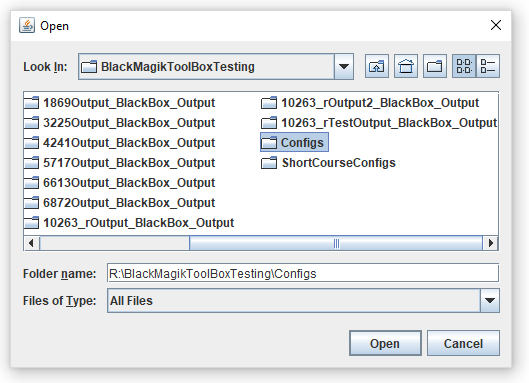 Open
Look In: BlackMagikToolBoxTesting
1869Output_BlackBox_Output
3225Output_BlackBox_Output
4241Output_BlackBox_Output
5717Output_BlackBox_Output
6613Output_BlackBox_Output
6872Output_BlackBox_Output
10263_rOutput_BlackBox_Output
10263_rOutput2_BlackBox_Output
10263_rTestOutput_BlackBox_Output
Configs
ShortCourseConfigs
Folder name: R:\BlackMagikToolBoxTesting\Configs
Files of Type: All Files
Open Cancel